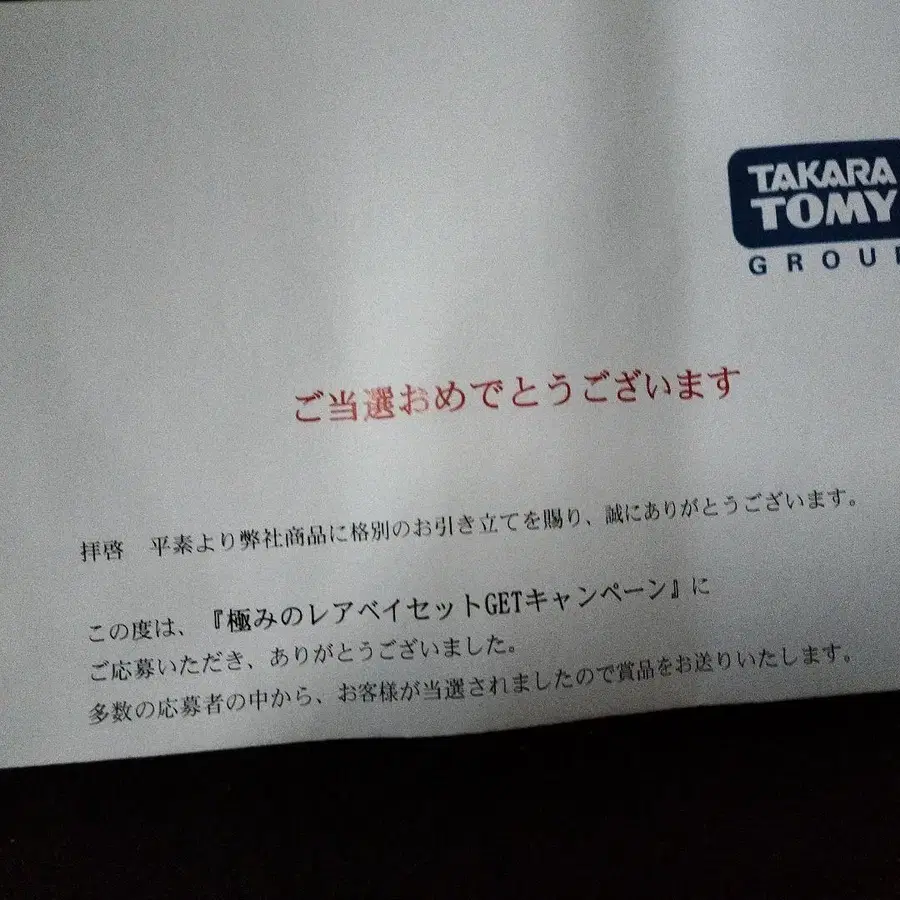 TAKARA
TOMY
GROU
ご当選おめでとうございます
拝啓　平素より弊社商品に格別のお引き立てを賜り、誠にありがとうございます。
この度は、『極みのレアベイセットGETキャンペーン』に
ご応募いただき、ありがとうございました。
多数の応募者の中から、お客様が当選されましたので賞品をお送りいたします。